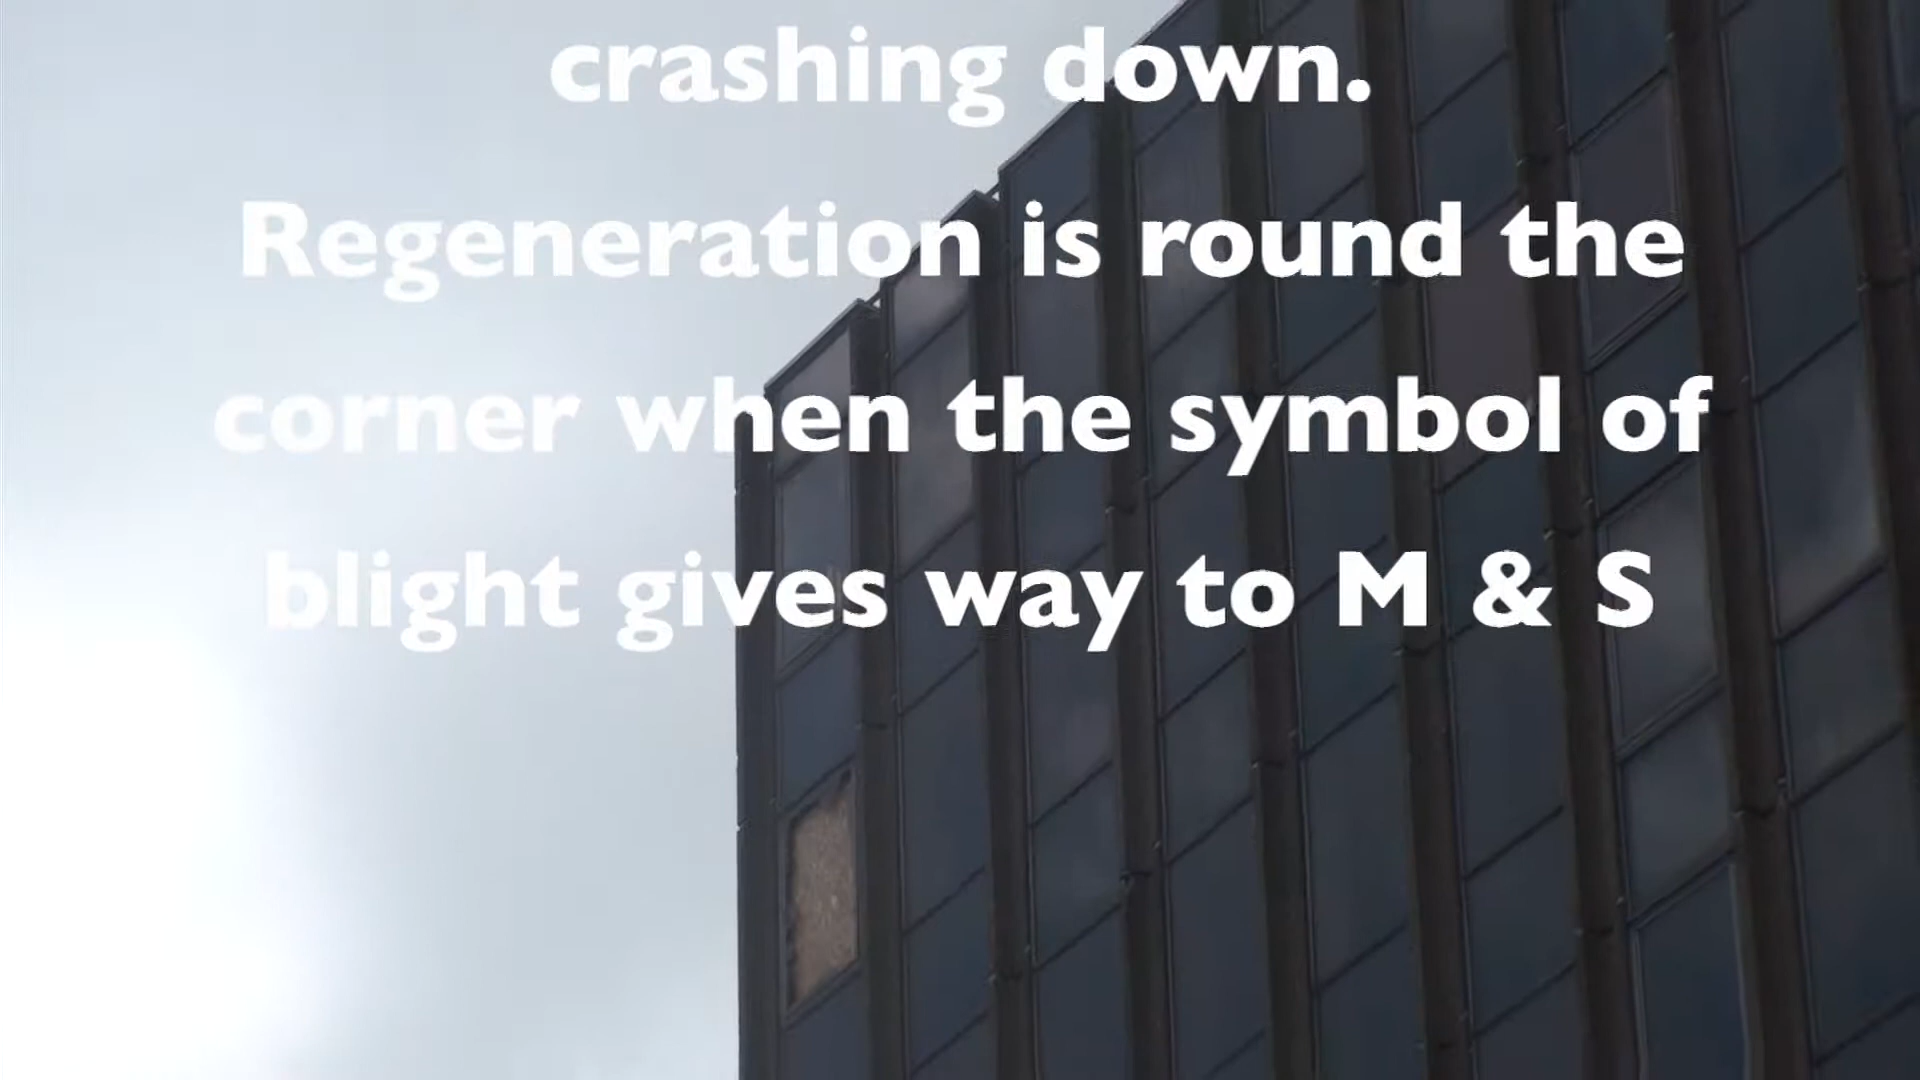 crashing down.
Regeneration is round the
corner when the symbol of
blight gives way to M & S